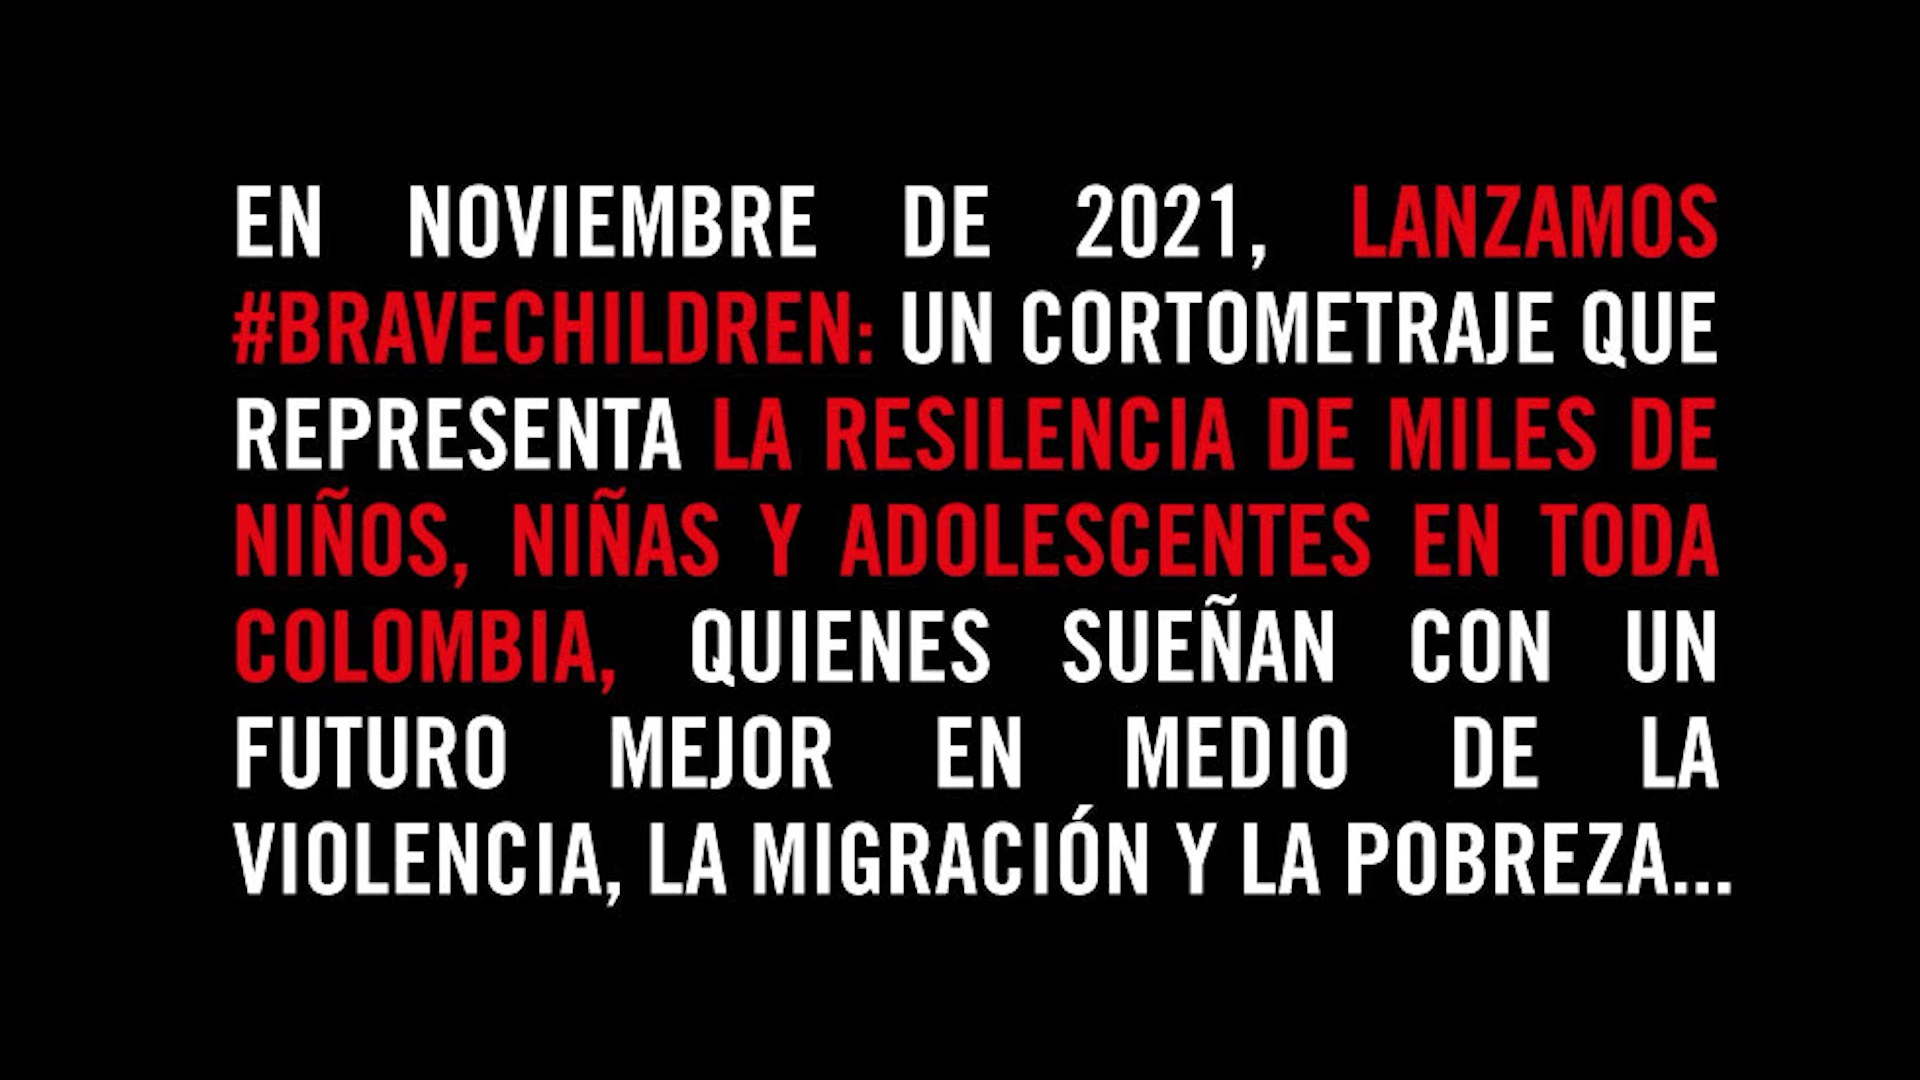 EN NOVIEMBRE DE 2021, LANZAMOS
#BRAVECHILDREN: UN CORTOMETRAJE QUE
REPRESENTA LA RESILENCIA DE MILES DE
NIÑOS, NIÑAS Y ADOLESCENTES EN TODA
COLOMBIA, QUIENES SUEÑAN CON UN
FUTURO MEJOR EN MEDIO DE LA
VIOLENCIA, LA MIGRACIÓN Y LA POBREZA...